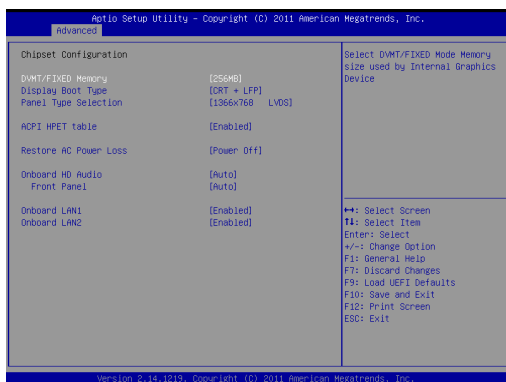 Aptio Setup Utility – Copyright (C) 2011 American Megatrends, Inc.
Advanced
Chipset Configuration
DVMT/FIXED Memory [256MB]
Display Boot Type [CRT + LFP]
Panel Type Selection [1366x768 LVDS]
ACPI HPET table [Enabled]
Restore AC Power Loss [Power Off]
Onboard HD Audio [Auto]
Front Panel [Auto]
Onboard LAN1 [Enabled]
Onboard LAN2 [Enabled]
Select DVMT/FIXED Mode Memory
size used by Internal Graphics
Device
↔: Select Screen
↑↓: Select Item
Enter: Select
+/-: Change Option
F1: General Help
F7: Discard Changes
F9: Load UEFI Defaults
F10: Save and Exit
F12: Print Screen
ESC: Exit
Version 2.14.1219. Copyright (C) 2011 American Megatrends, Inc.